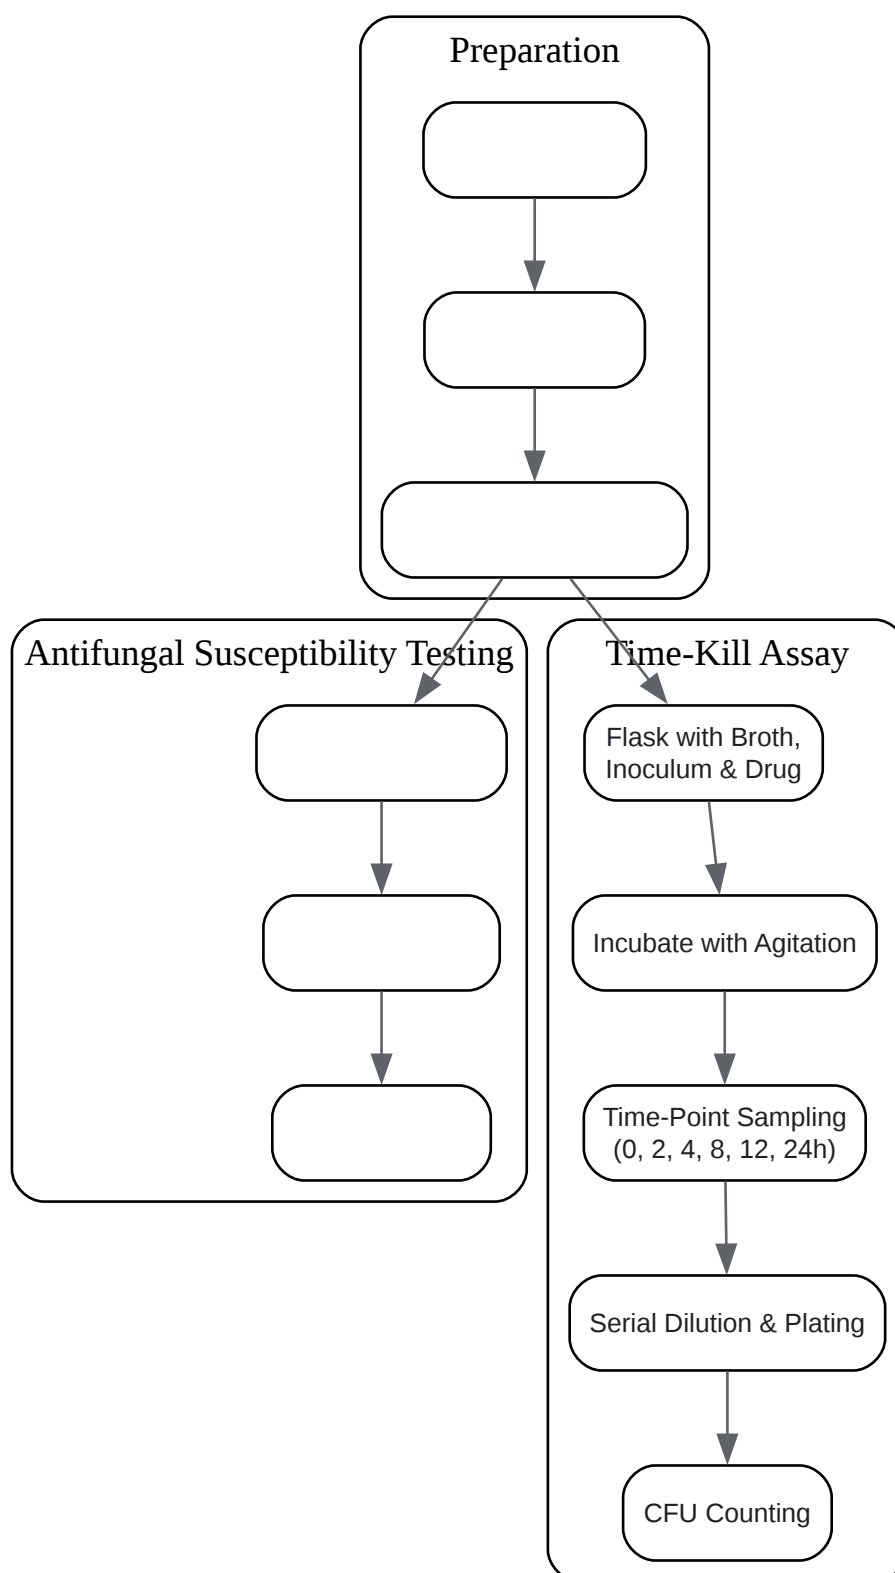 Preparation
Antifungal Susceptibility Testing
Time-Kill Assay
Flask with Broth,
Inoculum & Drug
Incubate with Agitation
Time-Point Sampling
(0, 2, 4, 8, 12, 24h)
Serial Dilution & Plating
CFU Counting